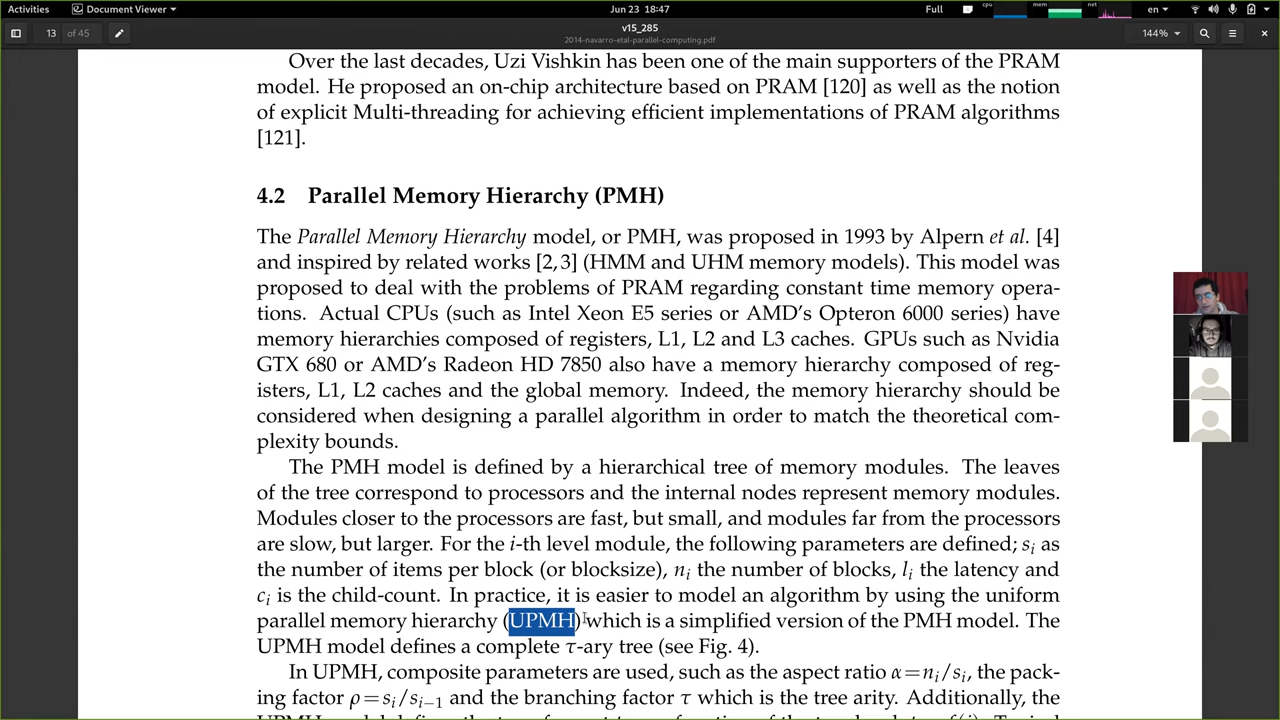 Activities
Document Viewer
Jun 23 18:47
Full
cpu
mem
net
en
13 of 45
v15_285
2014-navarro-etal-parallel-computing.pdf
144%
Over the last decades, Uzi Vishkin has been one of the main supporters of the PRAM
model. He proposed an on-chip architecture based on PRAM [120] as well as the notion
of explicit Multi-threading for achieving efficient implementations of PRAM algorithms
[121].
4.2 Parallel Memory Hierarchy (PMH)
The Parallel Memory Hierarchy model, or PMH, was proposed in 1993 by Alpern et al. [4]
and inspired by related works [2,3] (HMM and UHM memory models). This model was
proposed to deal with the problems of PRAM regarding constant time memory opera-
tions. Actual CPUs (such as Intel Xeon E5 series or AMD's Opteron 6000 series) have
memory hierarchies composed of registers, L1, L2 and L3 caches. GPUs such as Nvidia
GTX 680 or AMD's Radeon HD 7850 also have a memory hierarchy composed of reg-
isters, L1, L2 caches and the global memory. Indeed, the memory hierarchy should be
considered when designing a parallel algorithm in order to match the theoretical com-
plexity bounds.
The PMH model is defined by a hierarchical tree of memory modules. The leaves
of the tree correspond to processors and the internal nodes represent memory modules.
Modules closer to the processors are fast, but small, and modules far from the processors
are slow, but larger. For the i-th level module, the following parameters are defined; si as
the number of items per block (or blocksize), ni the number of blocks, li the latency and
ci is the child-count. In practice, it is easier to model an algorithm by using the uniform
parallel memory hierarchy (UPMH) which is a simplified version of the PMH model. The
UPMH model defines a complete τ-ary tree (see Fig. 4).
In UPMH, composite parameters are used, such as the aspect ratio α=ni/si, the pack-
ing factor ρ=si/si−1 and the branching factor τ which is the tree arity. Additionally, the